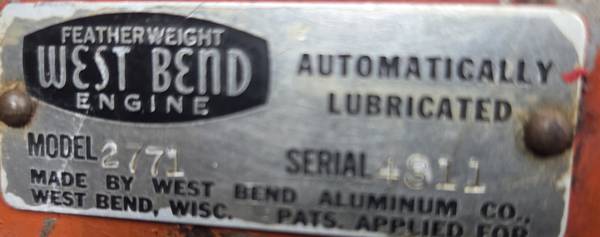 FEATHERWEIGHT
WEST BEND
ENGINE
AUTOMATICALLY
LUBRICATED
MODEL 2771
SERIAL 4911
MADE BY WEST BEND ALUMINUM CO.,
WEST BEND, WISC. PATS. APPLIED FOR